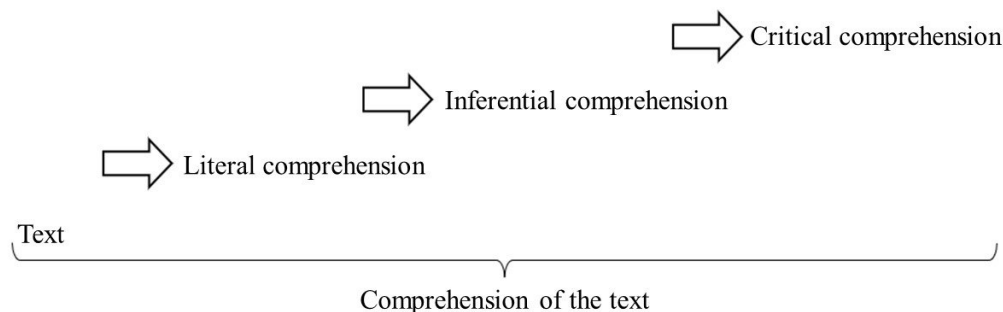 Critical comprehension
Inferential comprehension
Literal comprehension
Text
Comprehension of the text